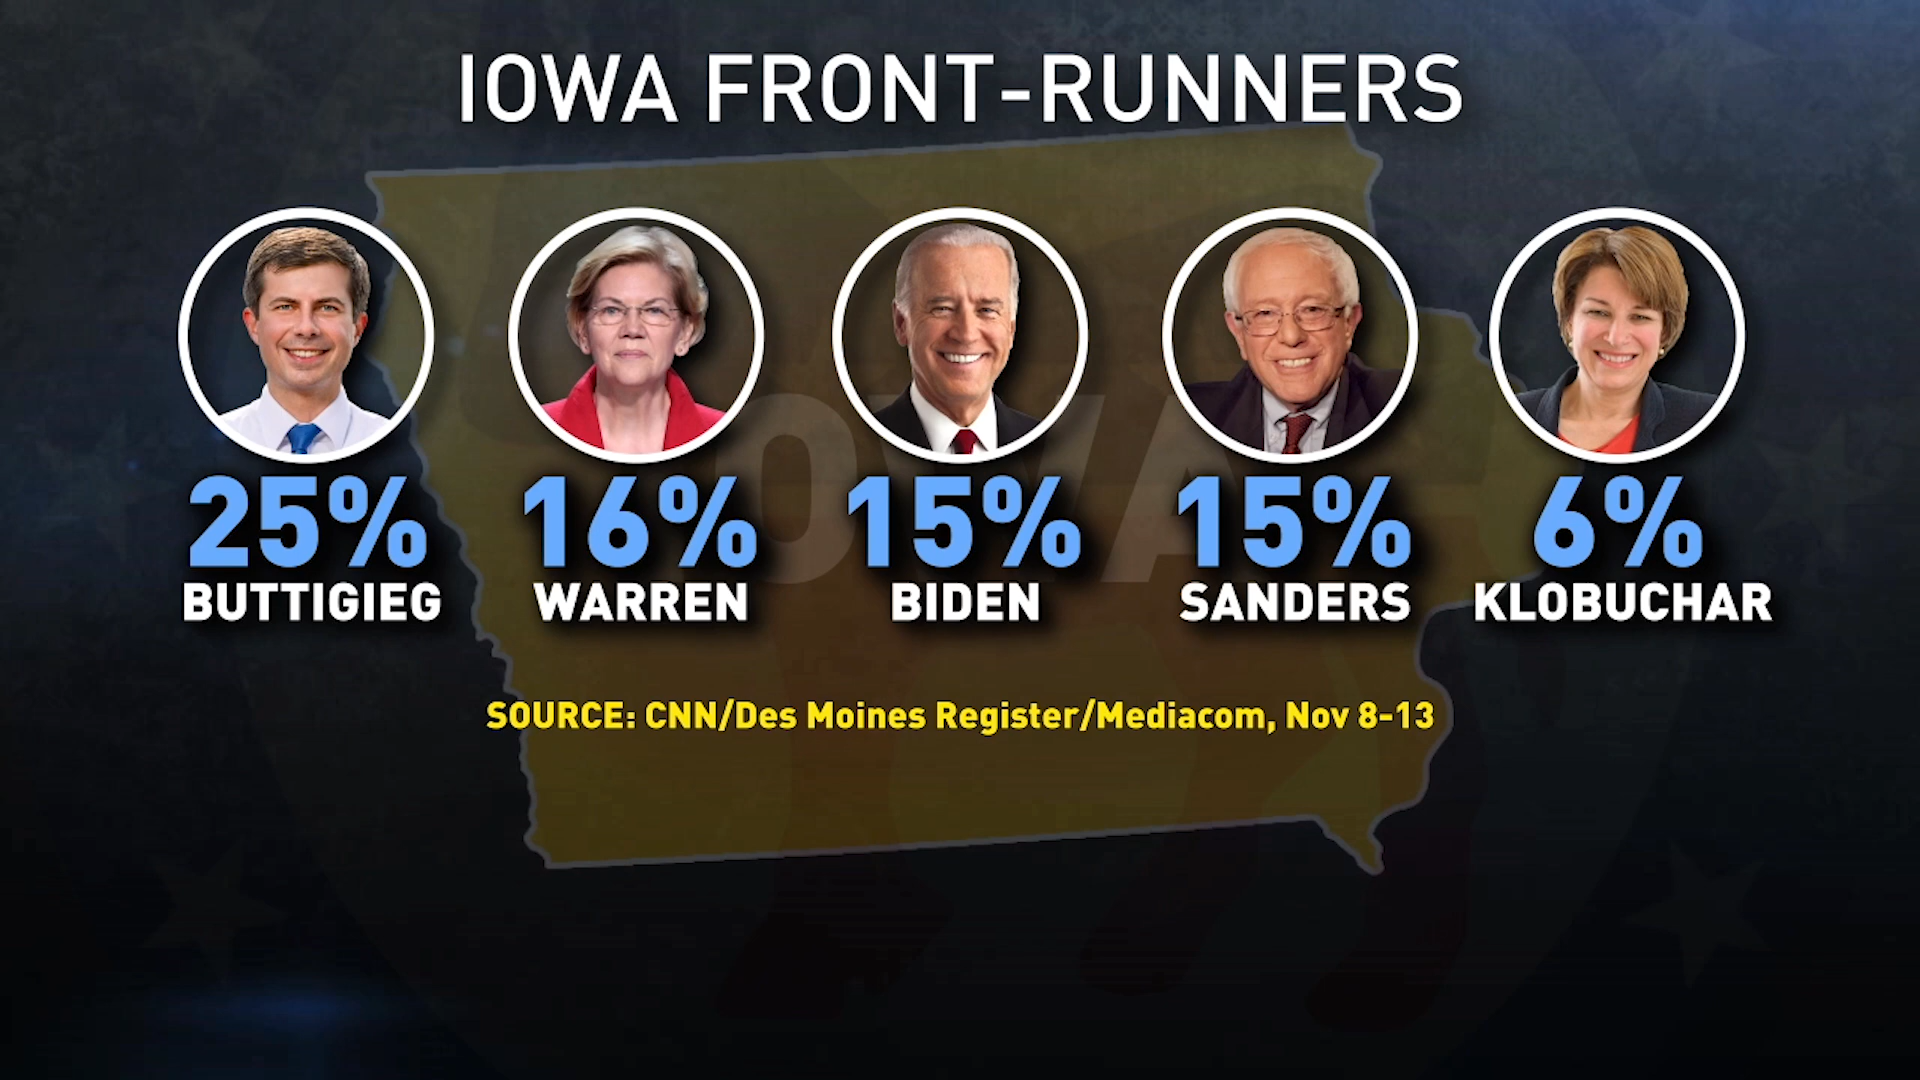 IOWA FRONT-RUNNERS
IOWA
25% 16% 15% 15% 6%
BUTTIGIEG WARREN BIDEN SANDERS KLOBUCHAR
SOURCE: CNN/Des Moines Register/Mediacom, Nov 8-13